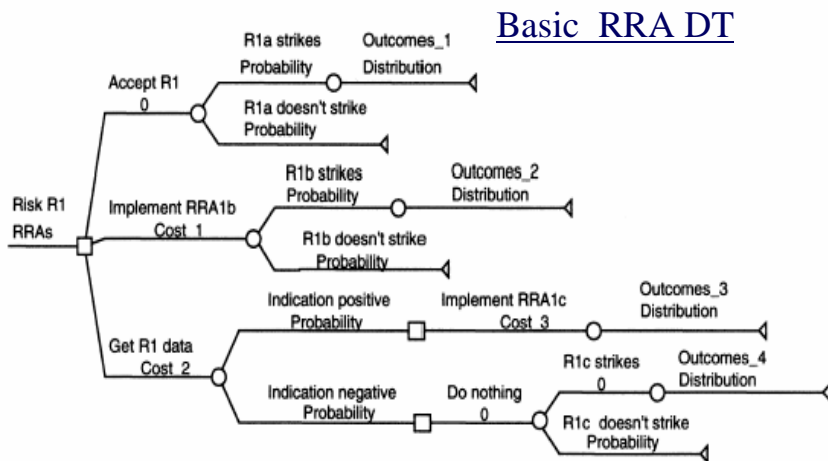 Basic RRA DT
R1a strikes
Probability
Outcomes_1
Distribution
Accept R1
0
R1a doesn't strike
Probability
R1b strikes
Probability
Outcomes_2
Distribution
Risk R1
RRAs
Implement RRA1b
Cost_1
R1b doesn't strike
Probability
Indication positive
Probability
Implement RRA1c
Cost_3
Outcomes_3
Distribution
Get R1 data
Cost_2
Indication negative
Probability
Do nothing
0
R1c strikes
0
Outcomes_4
Distribution
R1c doesn't strike
Probability